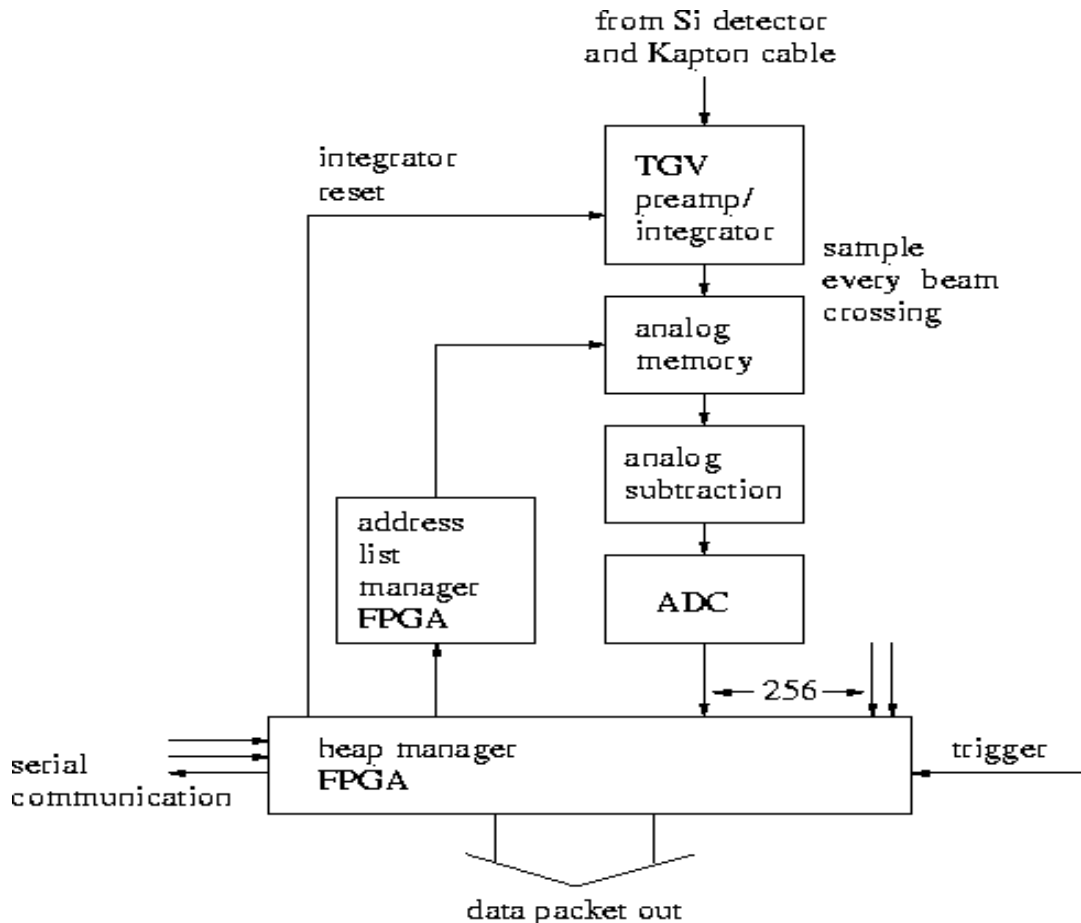 from Si detector
and Kapton cable
integrator
reset
TGV
preamp/
integrator
sample
every beam
crossing
analog
memory
analog
subtraction
address
list
manager
FPGA
ADC
256
heap manager
FPGA
serial
communication
trigger
data packet out